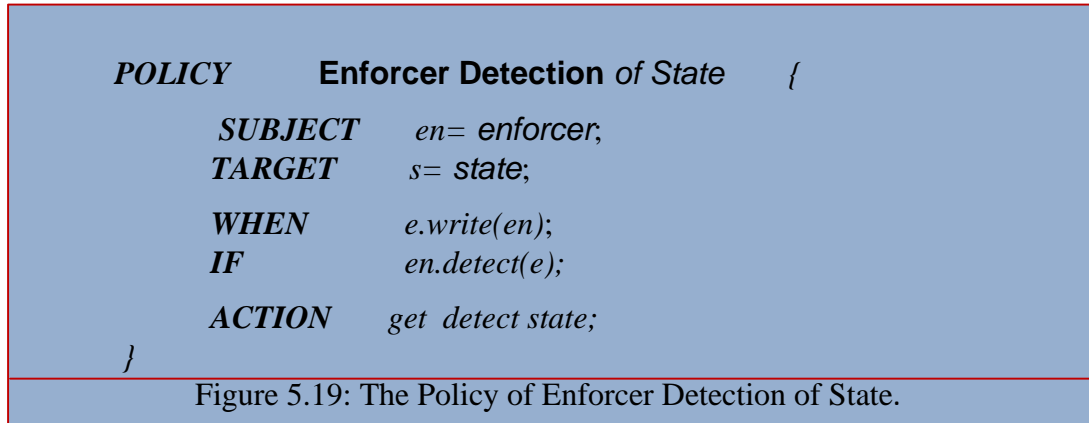 POLICY Enforcer Detection of State {
SUBJECT en= enforcer;
TARGET s= state;
WHEN e.write(en);
IF en.detect(e);
ACTION get detect state;
}
Figure 5.19: The Policy of Enforcer Detection of State.